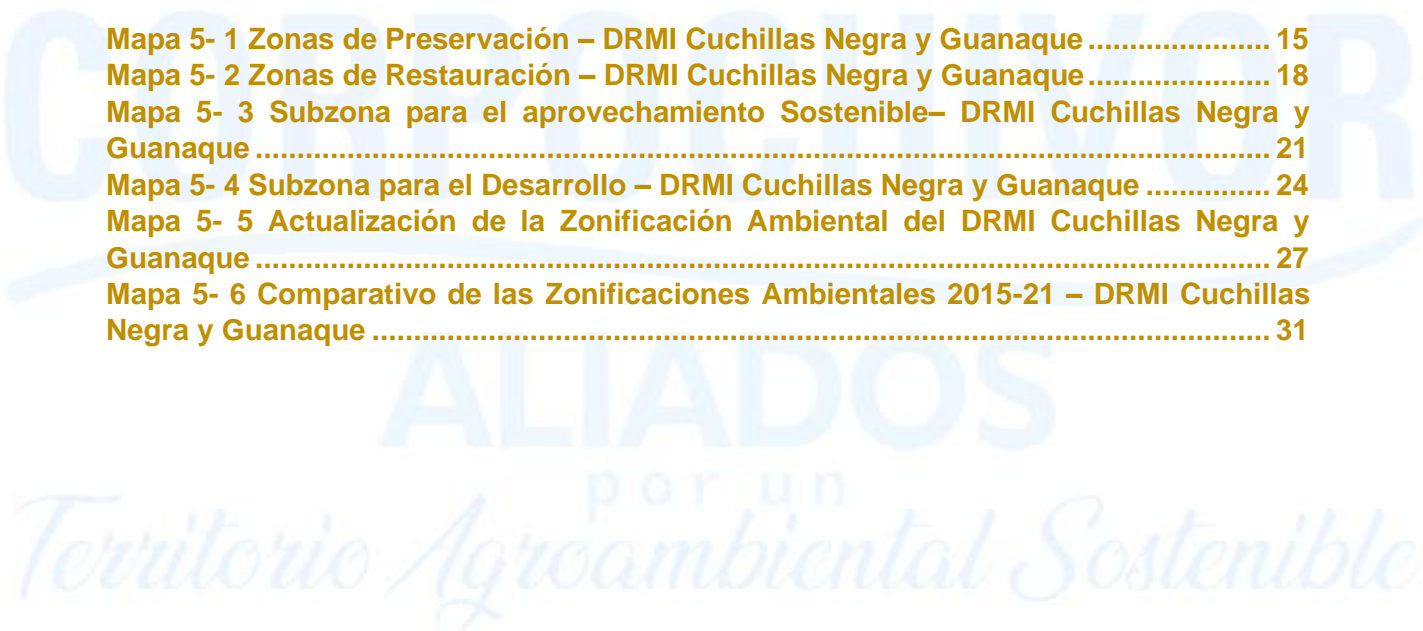 Mapa 5- 1 Zonas de Preservación – DRMI Cuchillas Negra y Guanaque ...................... 15
Mapa 5- 2 Zonas de Restauración – DRMI Cuchillas Negra y Guanaque ...................... 18
Mapa 5- 3 Subzona para el aprovechamiento Sostenible– DRMI Cuchillas Negra y
Guanaque ........................................................................................................................... 21
Mapa 5- 4 Subzona para el Desarrollo – DRMI Cuchillas Negra y Guanaque ............... 24
Mapa 5- 5 Actualización de la Zonificación Ambiental del DRMI Cuchillas Negra y
Guanaque ........................................................................................................................... 27
Mapa 5- 6 Comparativo de las Zonificaciones Ambientales 2015-21 – DRMI Cuchillas
Negra y Guanaque ............................................................................................................. 31
CORPOCHIVOR
ALIADOS
por un
Territorio Agroambiental Sostenible